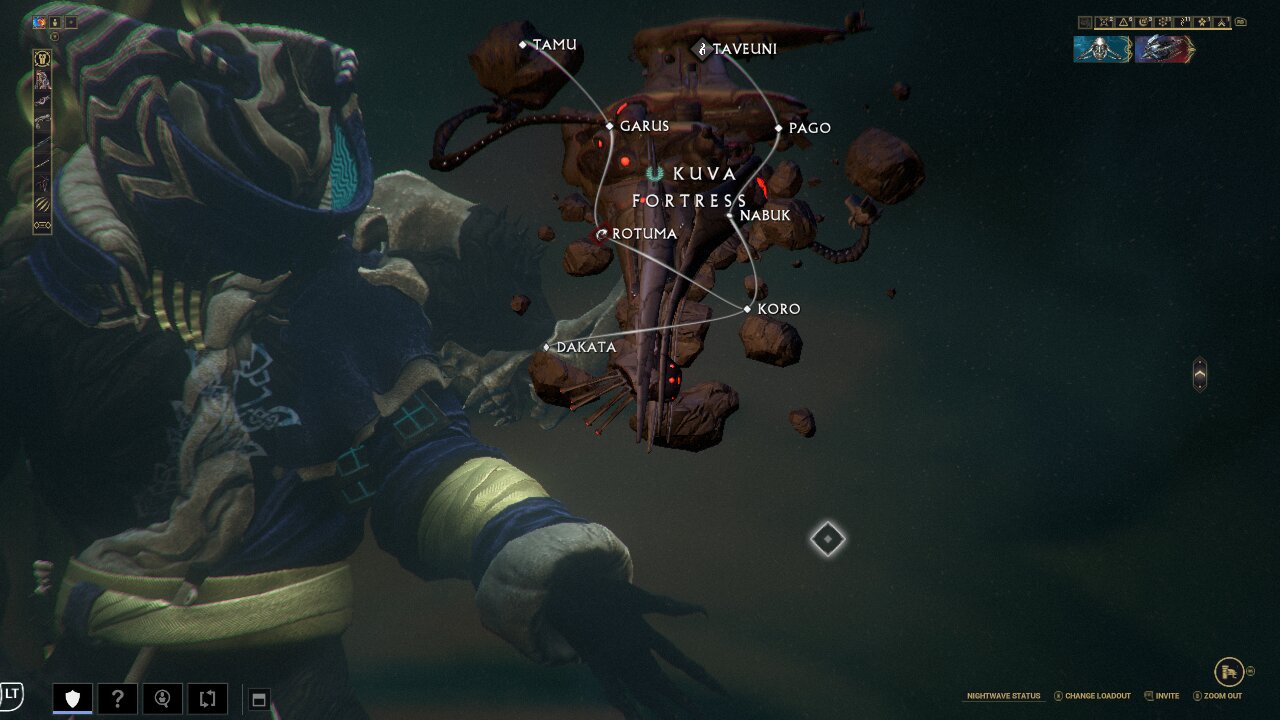 TAMU
TAVEUNI
GARUS
PAGO
KUVA
FORTRESS
NABUK
ROTUMA
KORO
DAKATA
LT
?
NIGHTWAVE STATUS
CHANGE LOADOUT
INVITE
ZOOM OUT